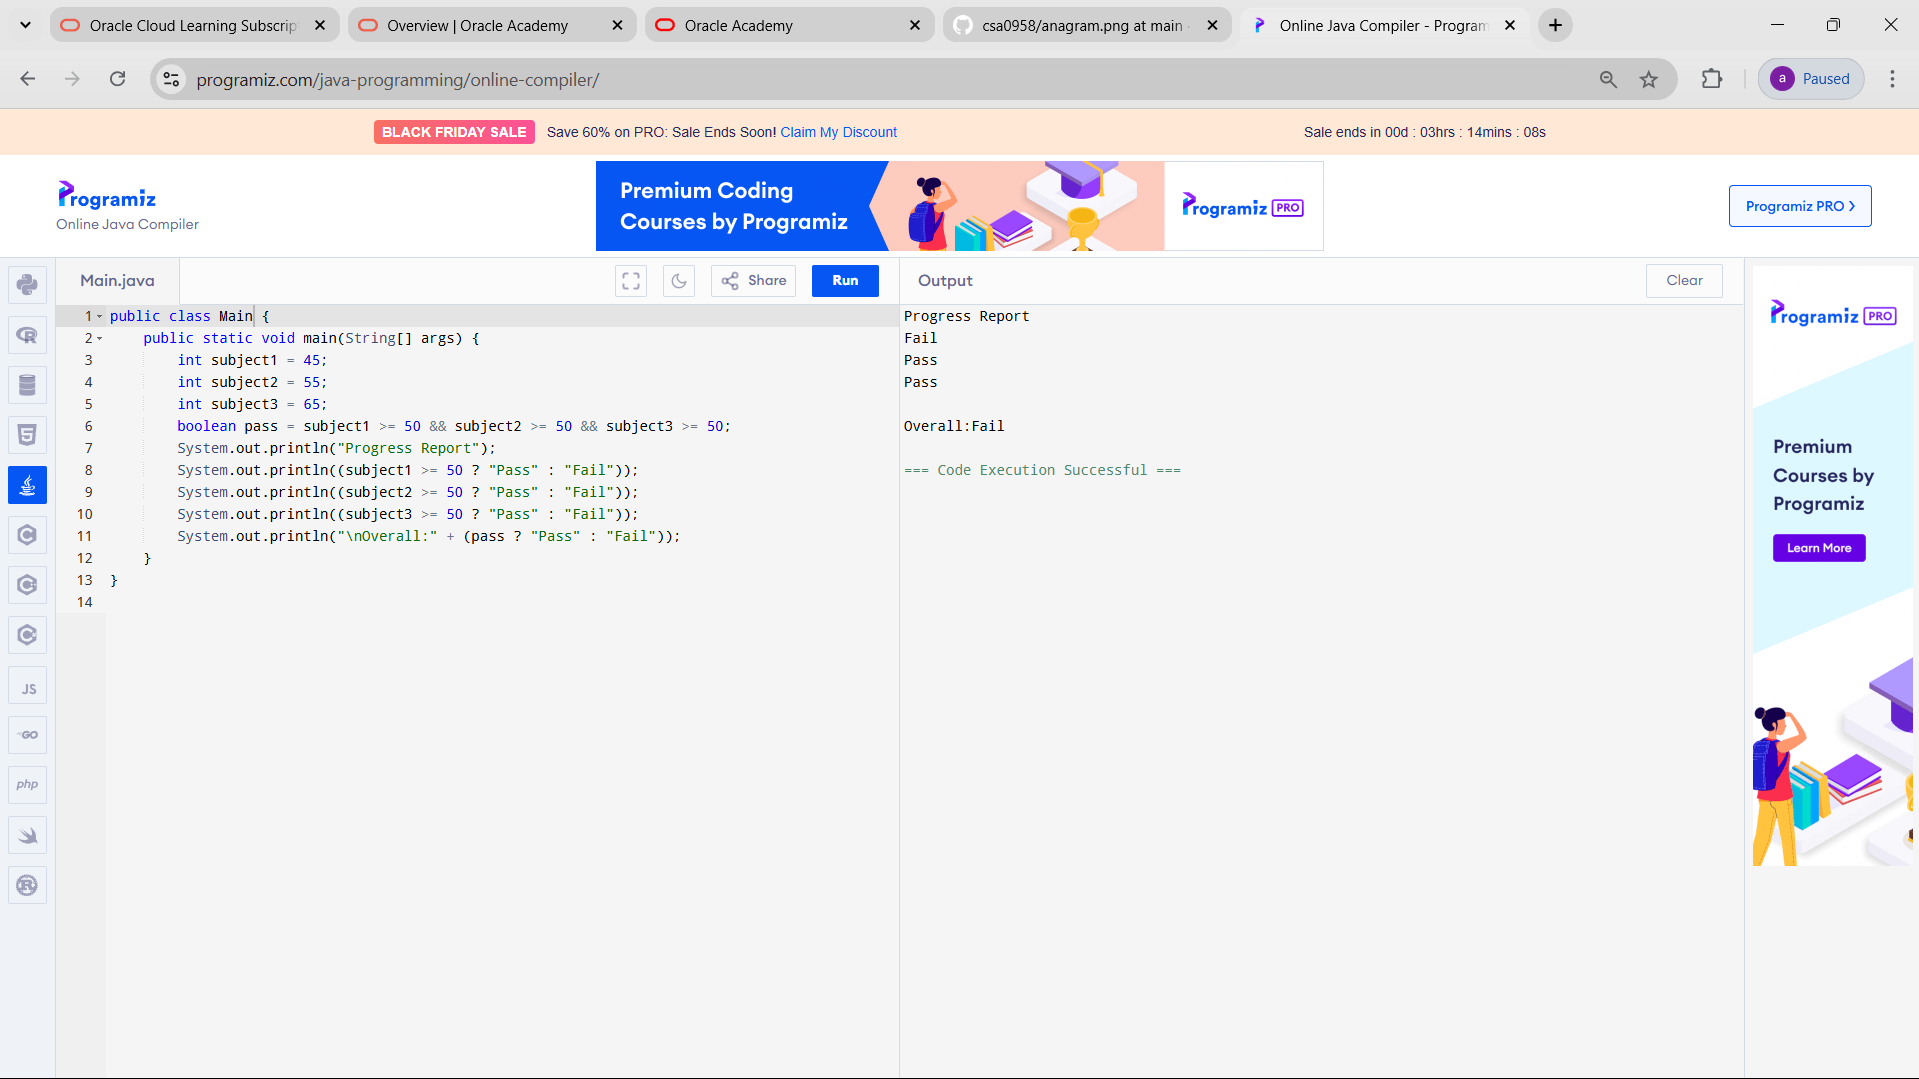 Oracle Cloud Learning Subscrip
Overview | Oracle Academy
Oracle Academy
csa0958/anagram.png at main
Online Java Compiler - Program
programiz.com/java-programming/online-compiler/
a Paused
BLACK FRIDAY SALE Save 60% on PRO: Sale Ends Soon! Claim My Discount
Sale ends in 00d : 03hrs : 14mins : 08s
Programiz
Online Java Compiler
Premium Coding
Courses by Programiz
Programiz PRO
Programiz PRO >
Main.java
Share
Run
Output
Clear
1 public class Main {
2     public static void main(String[] args) {
3         int subject1 = 45;
4         int subject2 = 55;
5         int subject3 = 65;
6         boolean pass = subject1 >= 50 && subject2 >= 50 && subject3 >= 50;
7         System.out.println("Progress Report");
8         System.out.println((subject1 >= 50 ? "Pass" : "Fail"));
9         System.out.println((subject2 >= 50 ? "Pass" : "Fail"));
10         System.out.println((subject3 >= 50 ? "Pass" : "Fail"));
11         System.out.println("\nOverall:" + (pass ? "Pass" : "Fail"));
12     }
13 }
14
Progress Report
Fail
Pass
Pass
Overall:Fail
=== Code Execution Successful ===
Programiz PRO
Premium
Courses by
Programiz
Learn More
JS
GO
php